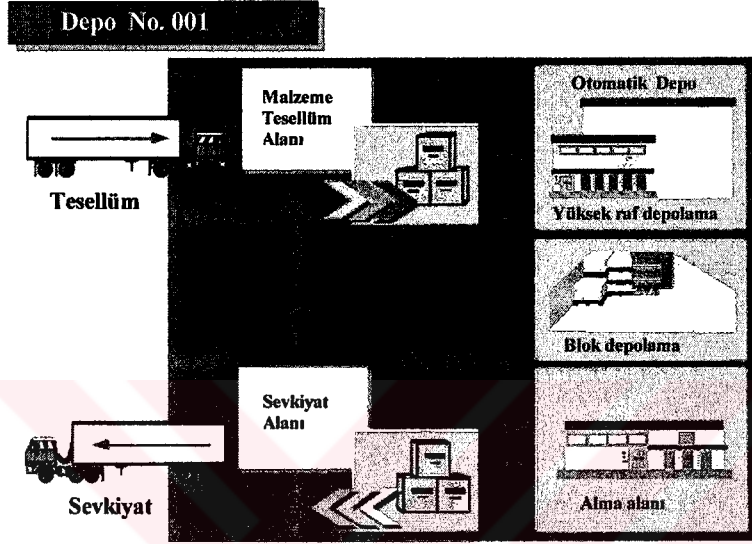 Depo No. 001
Malzeme
Tesellüm
Alanı
Tesellüm
Otomatik Depo
Yüksek raf depolama
Blok depolama
Sevkiyat
Alanı
Sevkiyat
Alma alanı